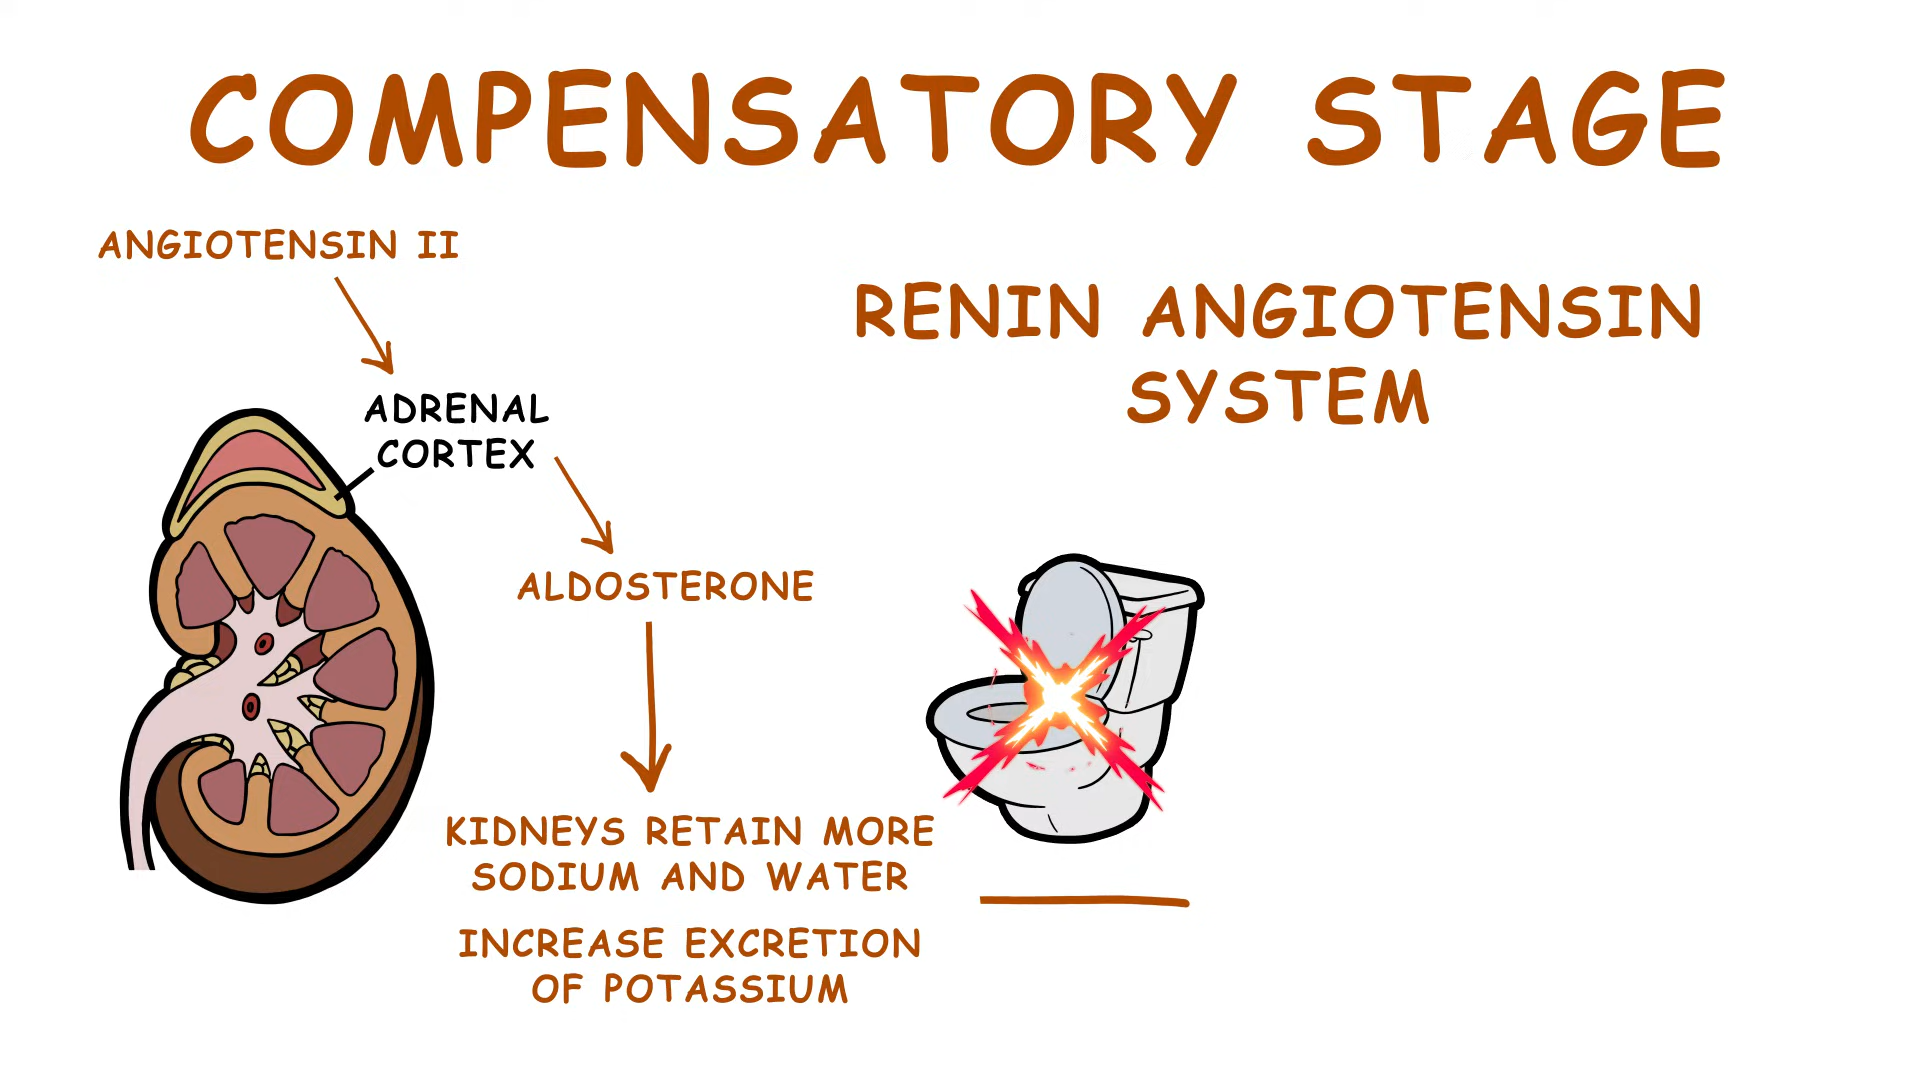 COMPENSATORY STAGE
ANGIOTENSIN II
RENIN ANGIOTENSIN
SYSTEM
ADRENAL
CORTEX
ALDOSTERONE
KIDNEYS RETAIN MORE
SODIUM AND WATER
INCREASE EXCRETION
OF POTASSIUM